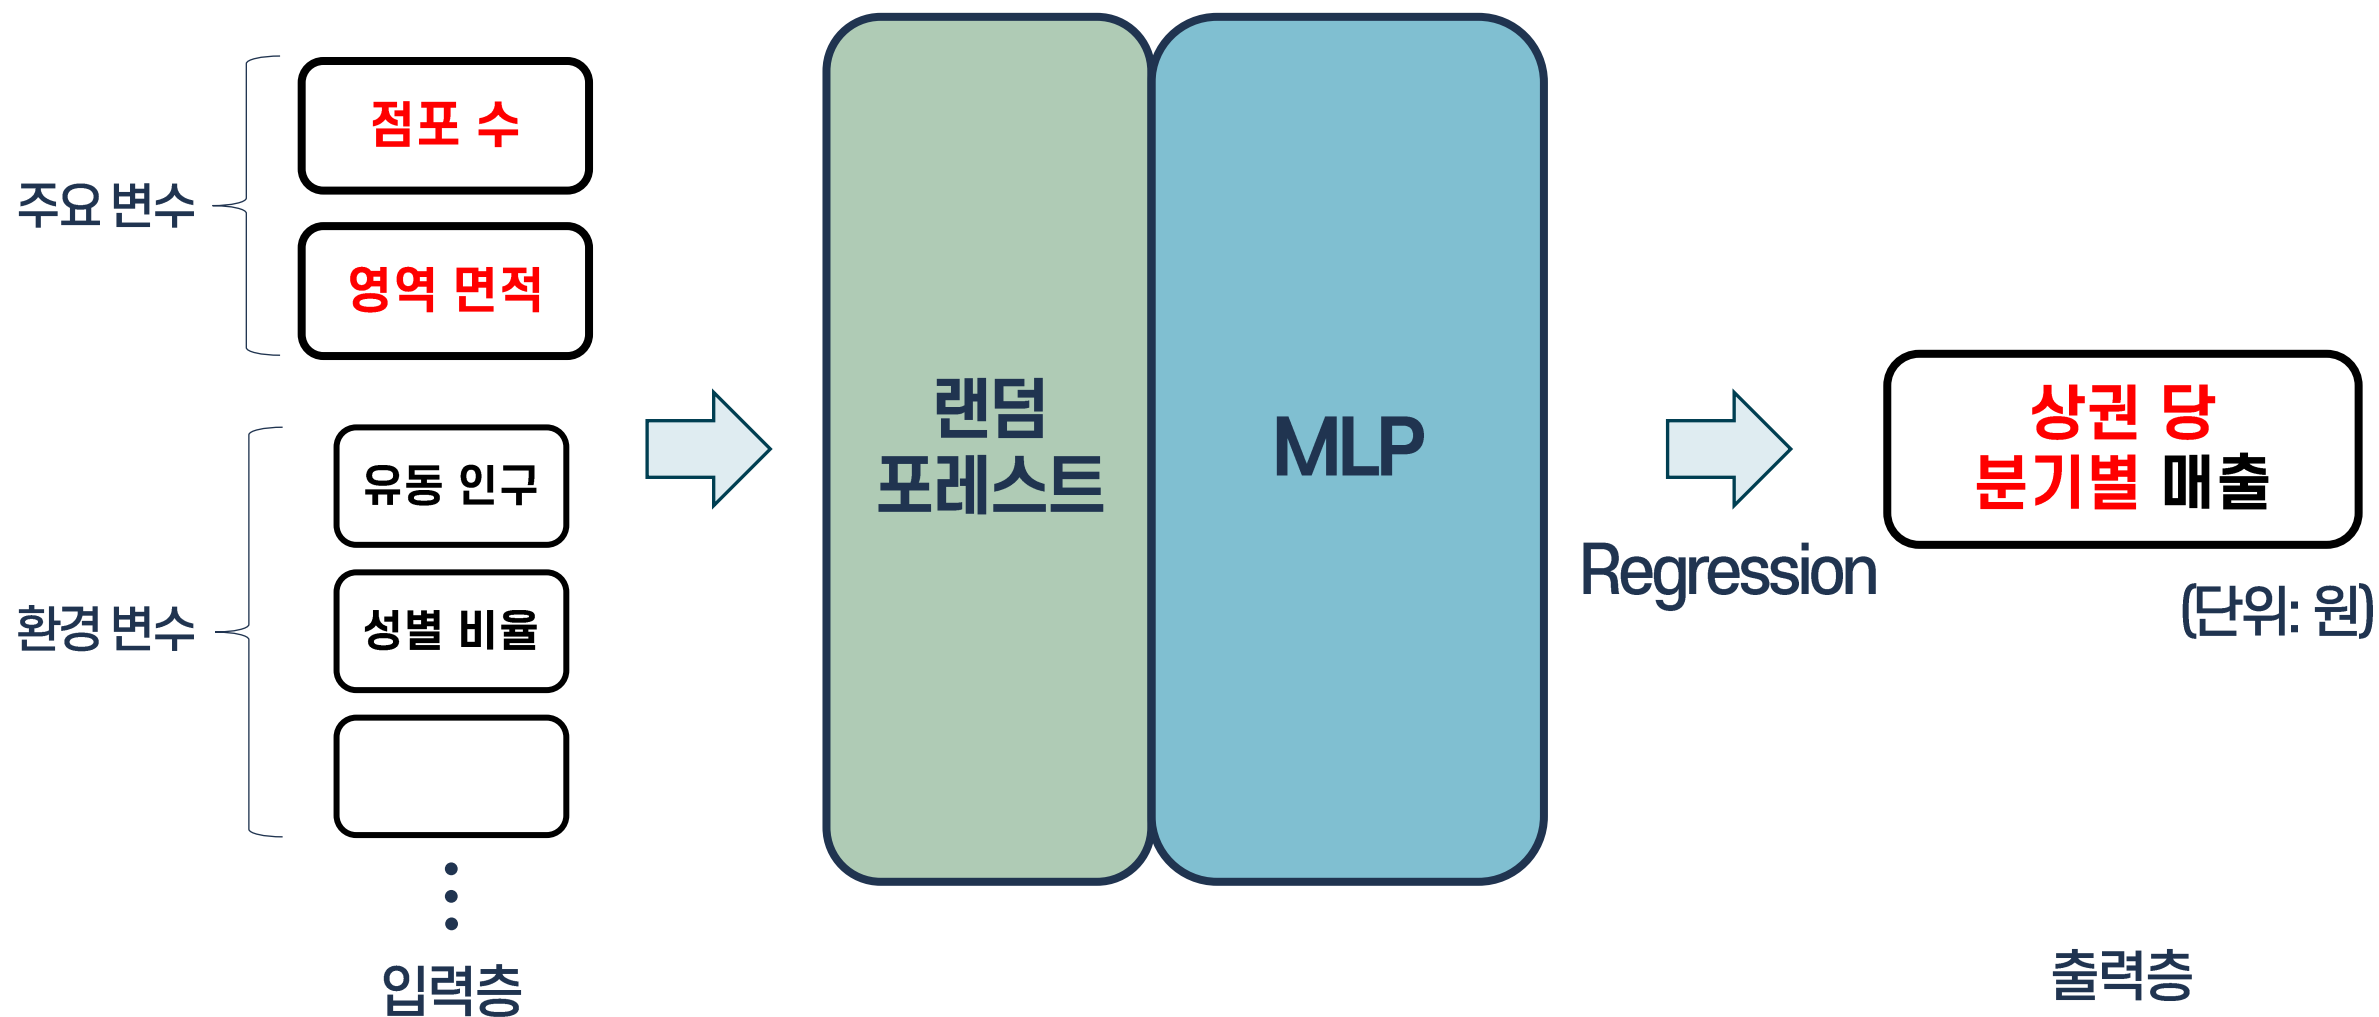 주요 변수
점포 수
영역 면적
환경 변수
유동 인구
성별 비율
입력층
랜덤
포레스트
MLP
Regression
상권 당
분기별 매출
(단위: 원)
출력층